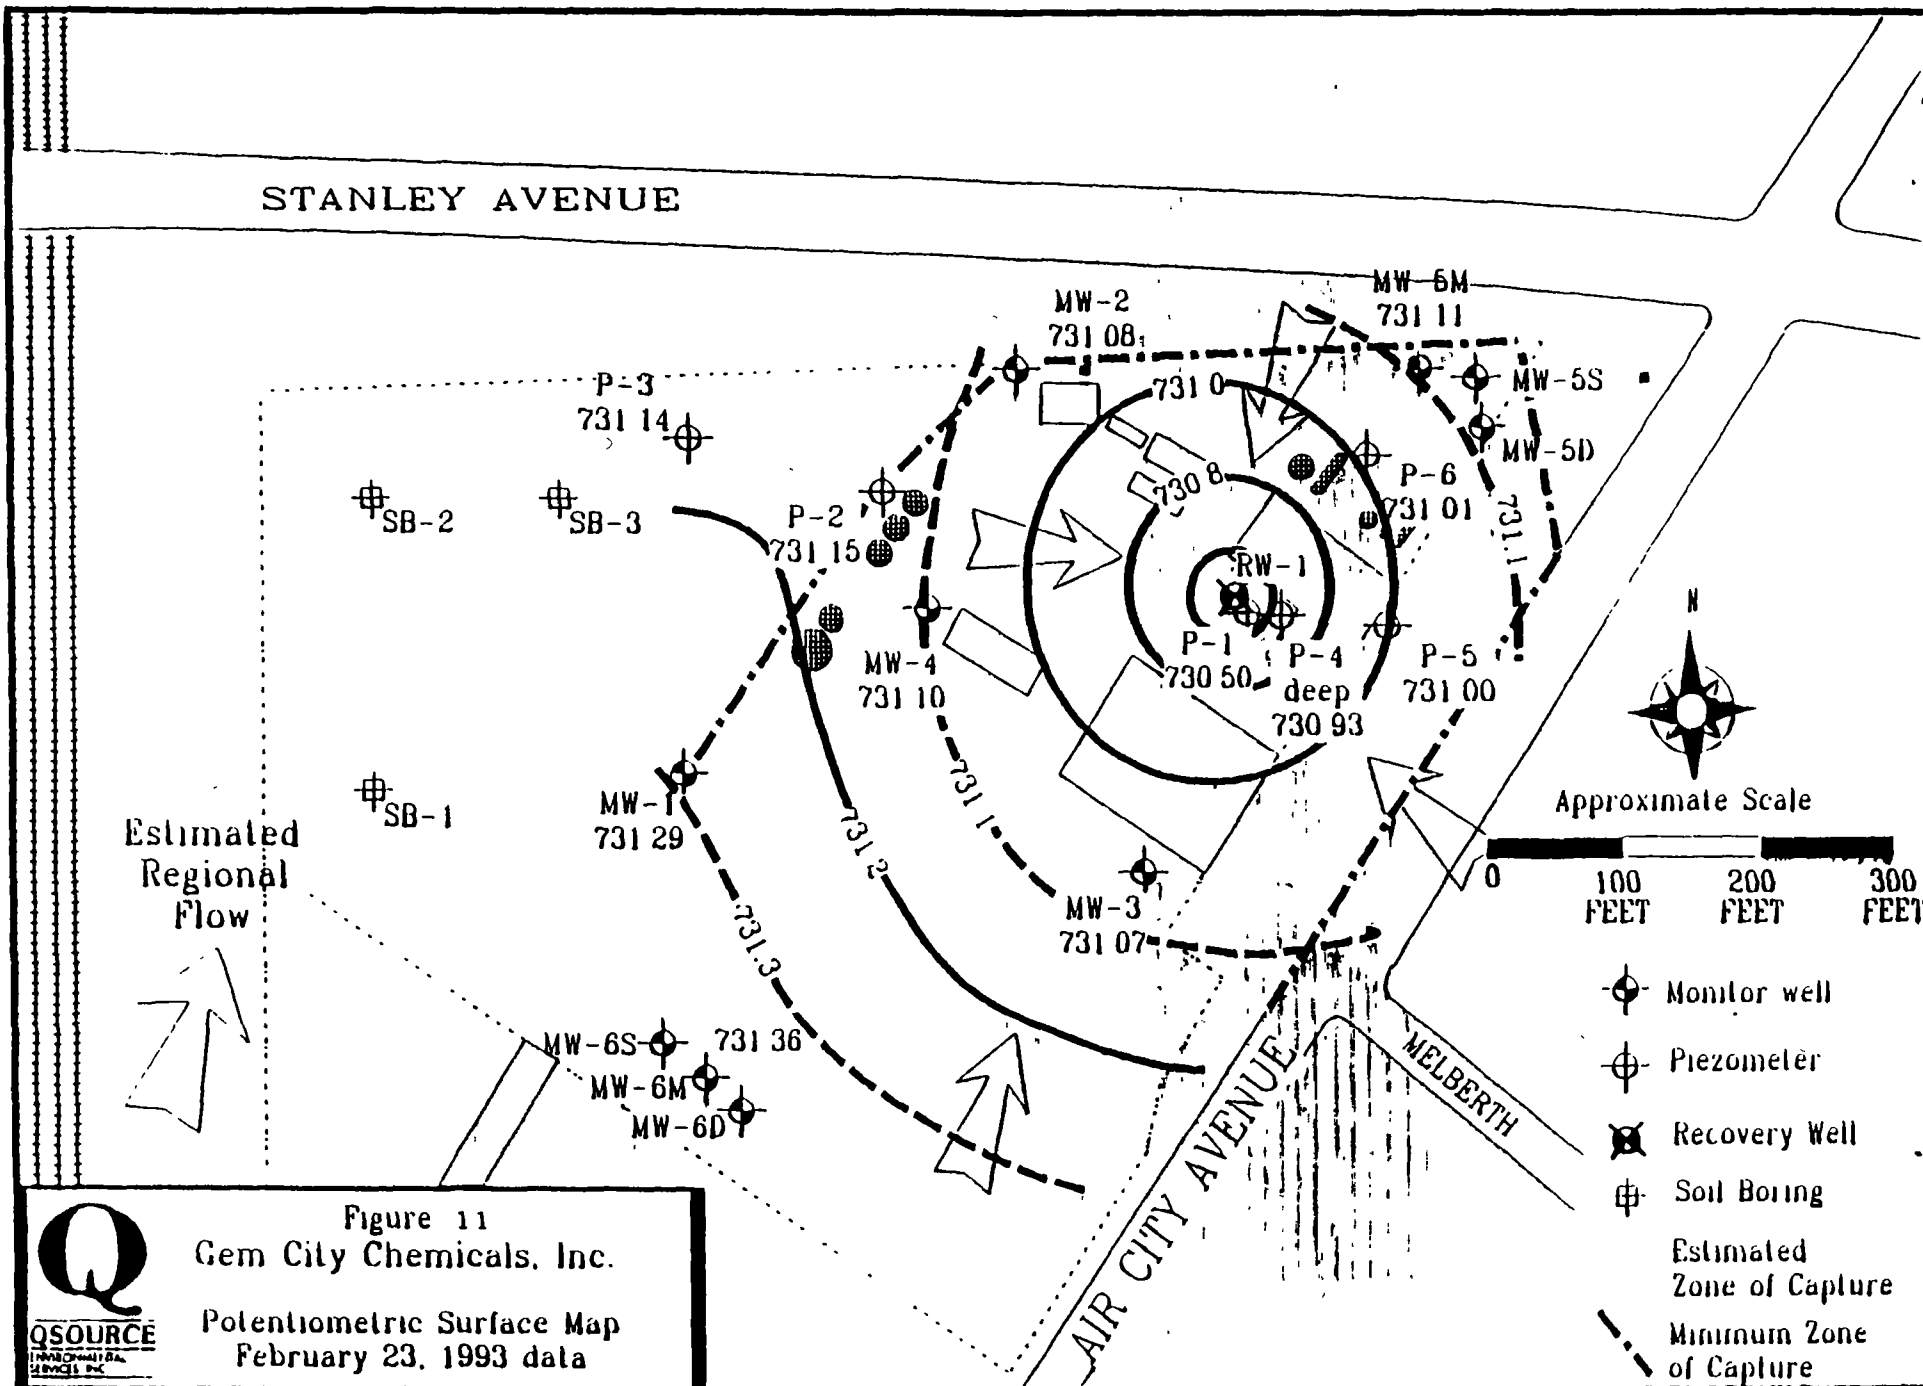 STANLEY AVENUE
MW-2
731 08
MW-5M
731 11
P-3
731 14
731 0
MW-5S
MW-5D
SB-2
SB-3
P-2
731 15
730 8
P-6
731 01
731.1
RW-1
MW-4
731 10
P-1
730 50
P-4
deep
730 93
P-5
731 00
N
MW-1
731 29
SB-1
731.1
731.2
Approximate Scale
0
100
FEET
200
FEET
300
FEET
Estimated
Regional
Flow
MW-3
731 07
731.3
Monitor well
MW-6S
731 36
MW-6M
MW-6D
MELBERTH
Piezometer
AIR CITY AVENUE
Recovery Well
Soil Boring
Estimated
Zone of Capture
Minimum Zone
of Capture
Figure 11
Gem City Chemicals, Inc.
Potentiometric Surface Map
February 23, 1993 data
Q
QSOURCE
ENVIRONMENTAL
SERVICES INC